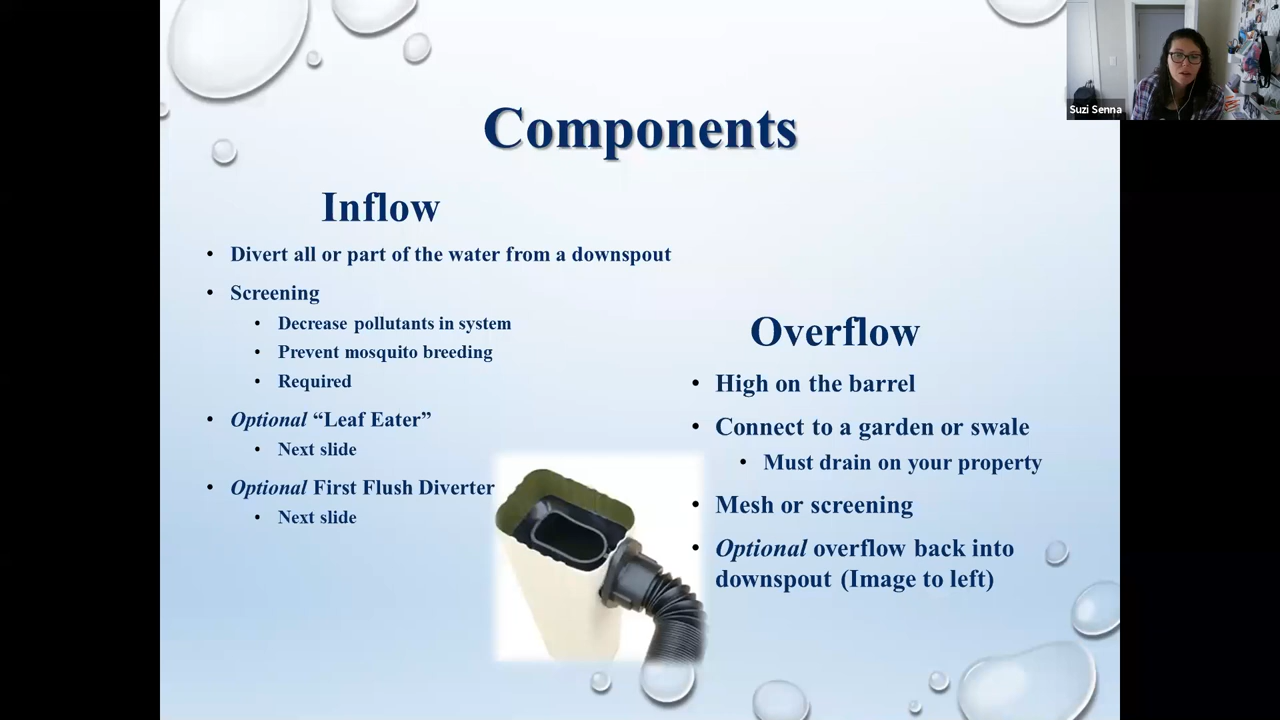 Components
Inflow
• Divert all or part of the water from a downspout
• Screening
• Decrease pollutants in system
• Prevent mosquito breeding
• Required
• Optional “Leaf Eater”
• Next slide
• Optional First Flush Diverter
• Next slide
Overflow
• High on the barrel
• Connect to a garden or swale
• Must drain on your property
• Mesh or screening
• Optional overflow back into
downspout (Image to left)
Suzi Senna